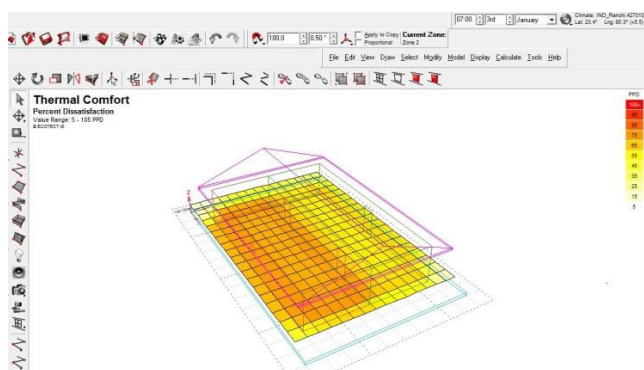 07:00 3rd January Climate: IND_Ranchi.427010
Lat: 23.4° Lng: 85.3° (+5.5)
100.0 0.50° Apply to Copy Current Zone:
Proportional Zone 2
File Edit View Draw Select Modify Model Display Calculate Tools Help
Thermal Comfort
Percent Dissatisfaction
Value Range: 5 - 105 PPD
© ECOTECT v5
PPD
100+
95
85
75
65
55
45
35
25
15
5
Z